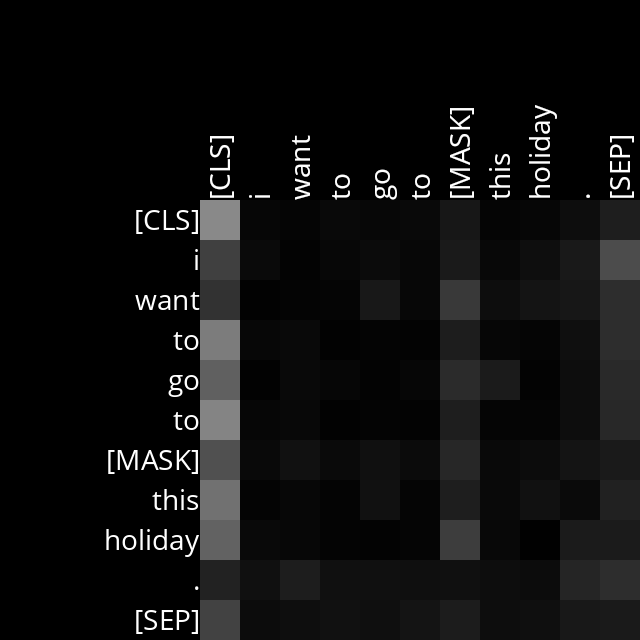 [CLS] i want to go to [MASK] this holiday . [SEP]
[CLS]
i
want
to
go
to
[MASK]
this
holiday
.
[SEP]